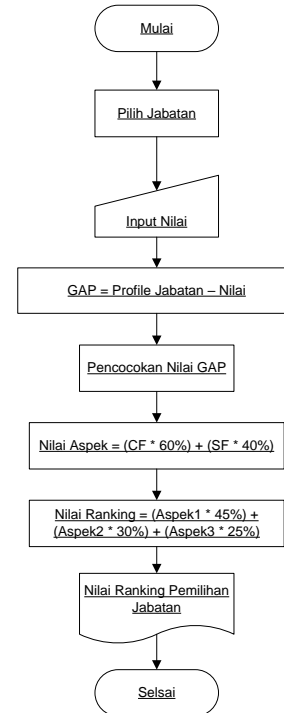 Mulai
Pilih Jabatan
Input Nilai
GAP = Profile Jabatan – Nilai
Pencocokan Nilai GAP
Nilai Aspek = (CF * 60%) + (SF * 40%)
Nilai Ranking = (Aspek1 * 45%) +
(Aspek2 * 30%) + (Aspek3 * 25%)
Nilai Ranking Pemilihan
Jabatan
Selsai